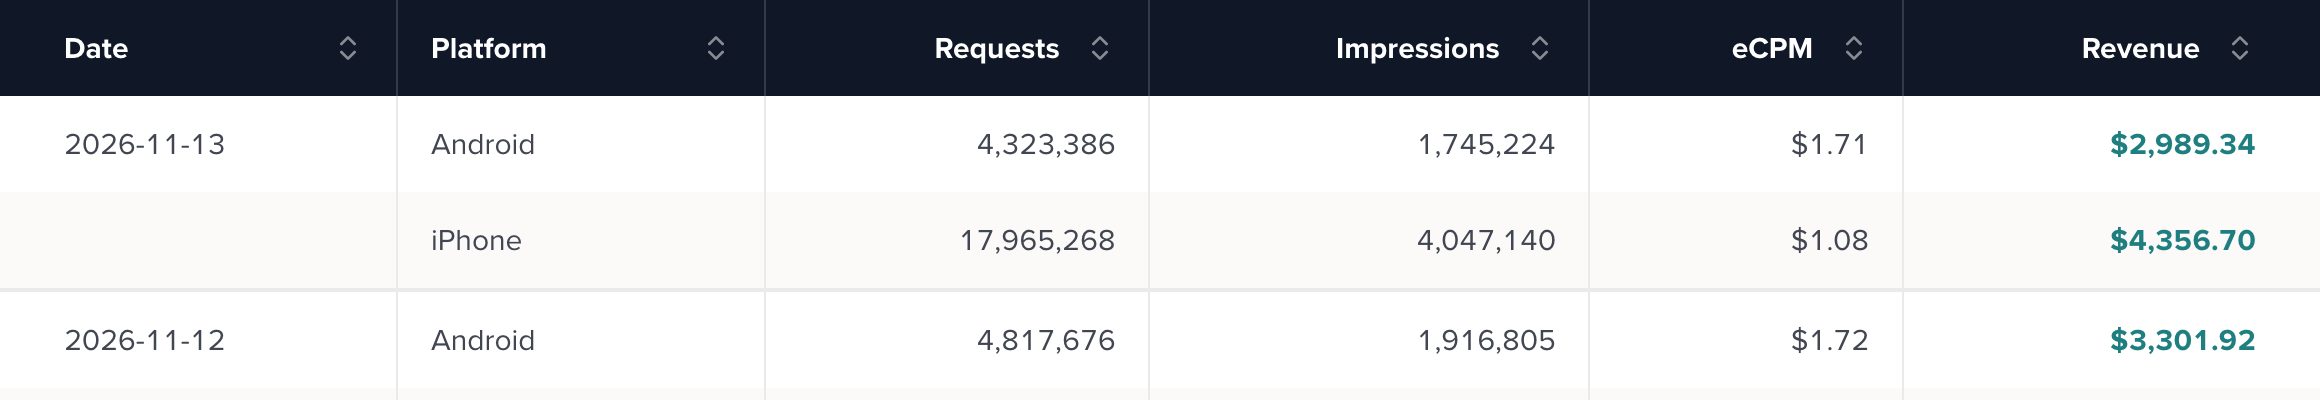 Date Platform Requests Impressions eCPM Revenue
2026-11-13 Android 4,323,386 1,745,224 $1.71 $2,989.34
iPhone 17,965,268 4,047,140 $1.08 $4,356.70
2026-11-12 Android 4,817,676 1,916,805 $1.72 $3,301.92